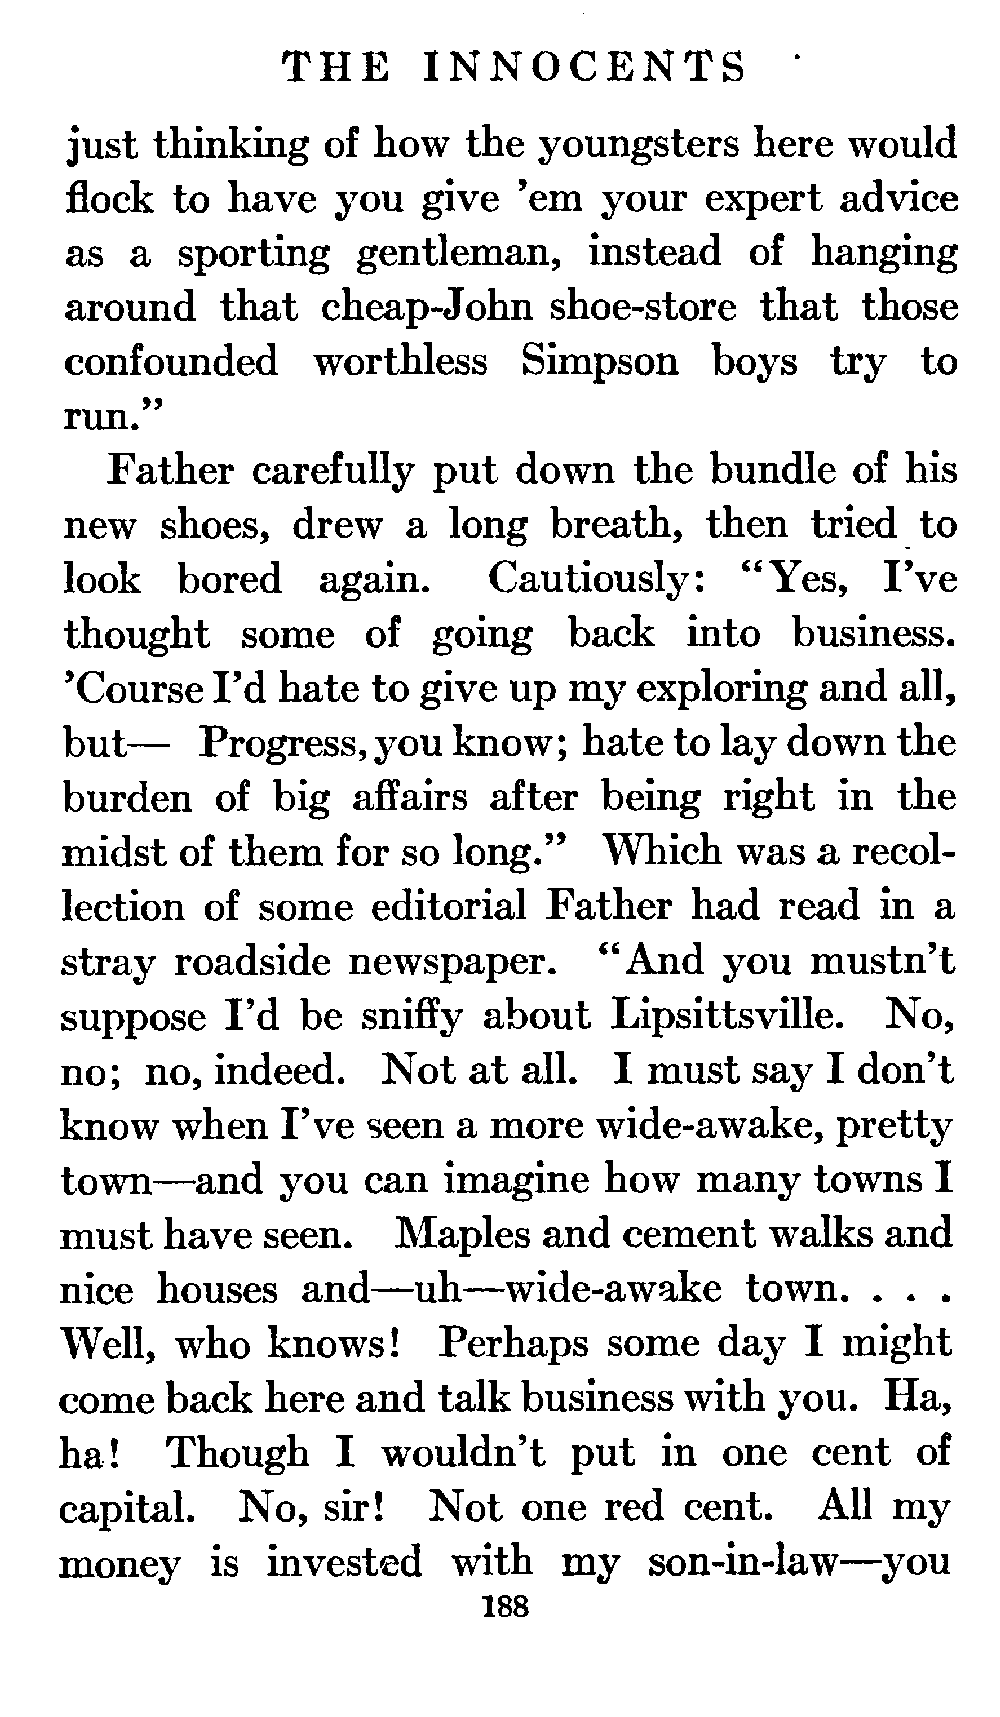 THE INNOCENTS
just thinking of how the youngsters here would
flock to have you give ’em your expert advice
as a sporting gentleman, instead of hanging
around that cheap-John shoe-store that those
confounded worthless Simpson boys try to
run.”
Father carefully put down the bundle of his
new shoes, drew a long breath, then tried to
look bored again. Cautiously: “Yes, I’ve
thought some of going back into business.
’Course I’d hate to give up my exploring and all,
but— Progress, you know; hate to lay down the
burden of big affairs after being right in the
midst of them for so long.” Which was a recol-
lection of some editorial Father had read in a
stray roadside newspaper. “And you mustn’t
suppose I’d be sniffy about Lipsittsville. No,
no; no, indeed. Not at all. I must say I don’t
know when I’ve seen a more wide-awake, pretty
town—and you can imagine how many towns I
must have seen. Maples and cement walks and
nice houses and—uh—wide-awake town. . . .
Well, who knows! Perhaps some day I might
come back here and talk business with you. Ha,
ha! Though I wouldn’t put in one cent of
capital. No, sir! Not one red cent. All my
money is invested with my son-in-law—you
188